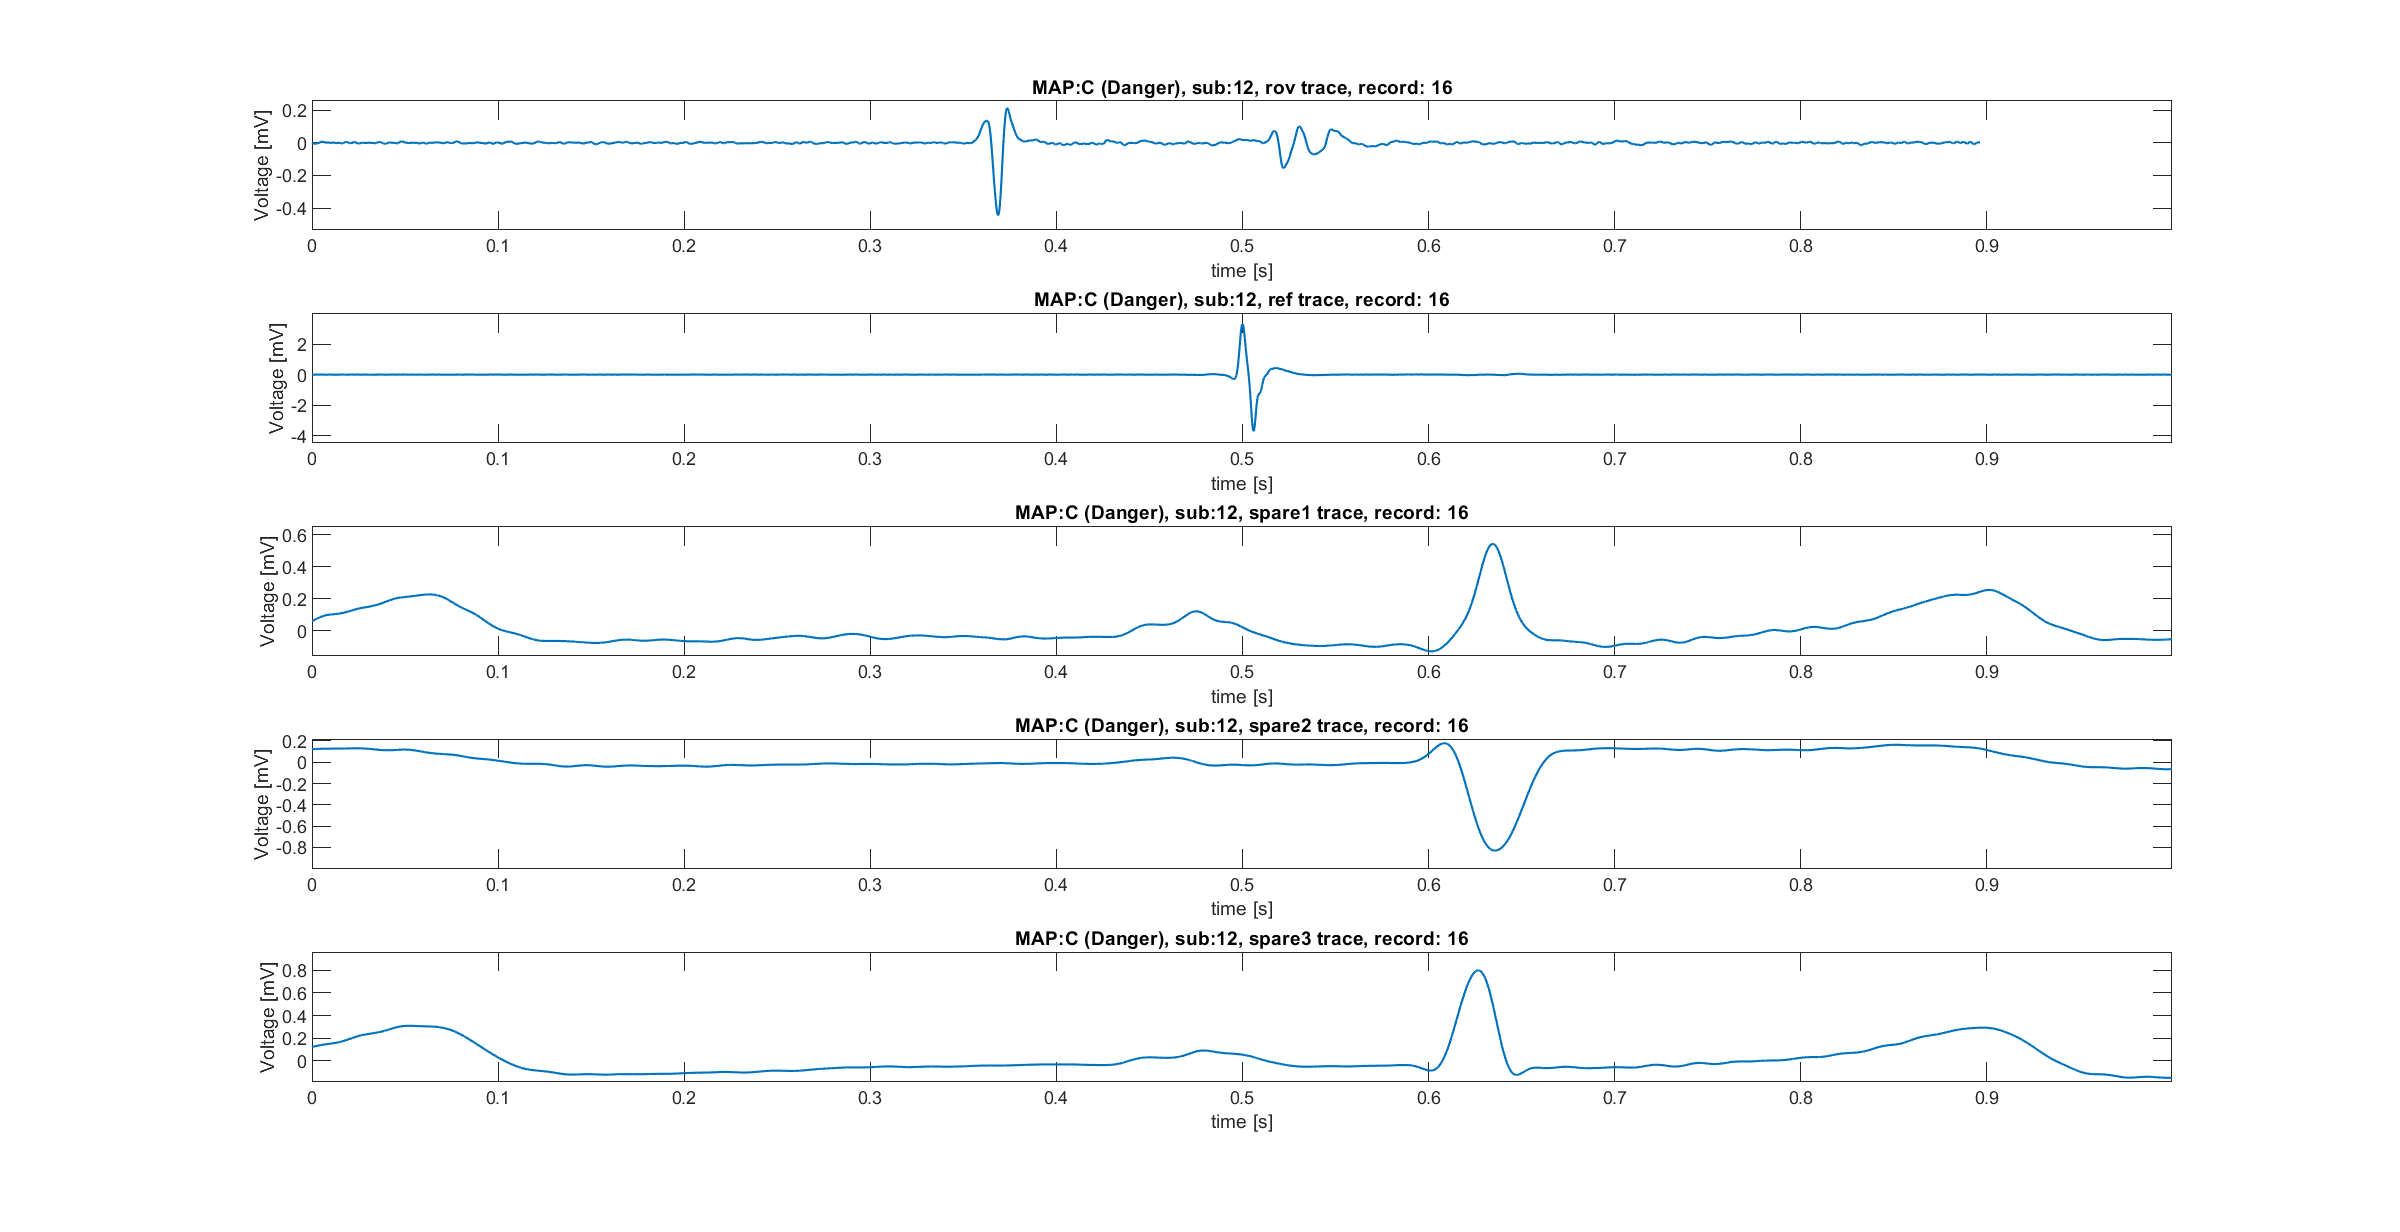 MAP:C (Danger), sub:12, rov trace, record: 16
Voltage [mV]
0.2
0
-0.2
-0.4
0 0.1 0.2 0.3 0.4 0.5 0.6 0.7 0.8 0.9
time [s]
MAP:C (Danger), sub:12, ref trace, record: 16
Voltage [mV]
2
0
-2
-4
0 0.1 0.2 0.3 0.4 0.5 0.6 0.7 0.8 0.9
time [s]
MAP:C (Danger), sub:12, spare1 trace, record: 16
Voltage [mV]
0.6
0.4
0.2
0
0 0.1 0.2 0.3 0.4 0.5 0.6 0.7 0.8 0.9
time [s]
MAP:C (Danger), sub:12, spare2 trace, record: 16
Voltage [mV]
0.2
0
-0.2
-0.4
-0.6
-0.8
0 0.1 0.2 0.3 0.4 0.5 0.6 0.7 0.8 0.9
time [s]
MAP:C (Danger), sub:12, spare3 trace, record: 16
Voltage [mV]
0.8
0.6
0.4
0.2
0
0 0.1 0.2 0.3 0.4 0.5 0.6 0.7 0.8 0.9
time [s]